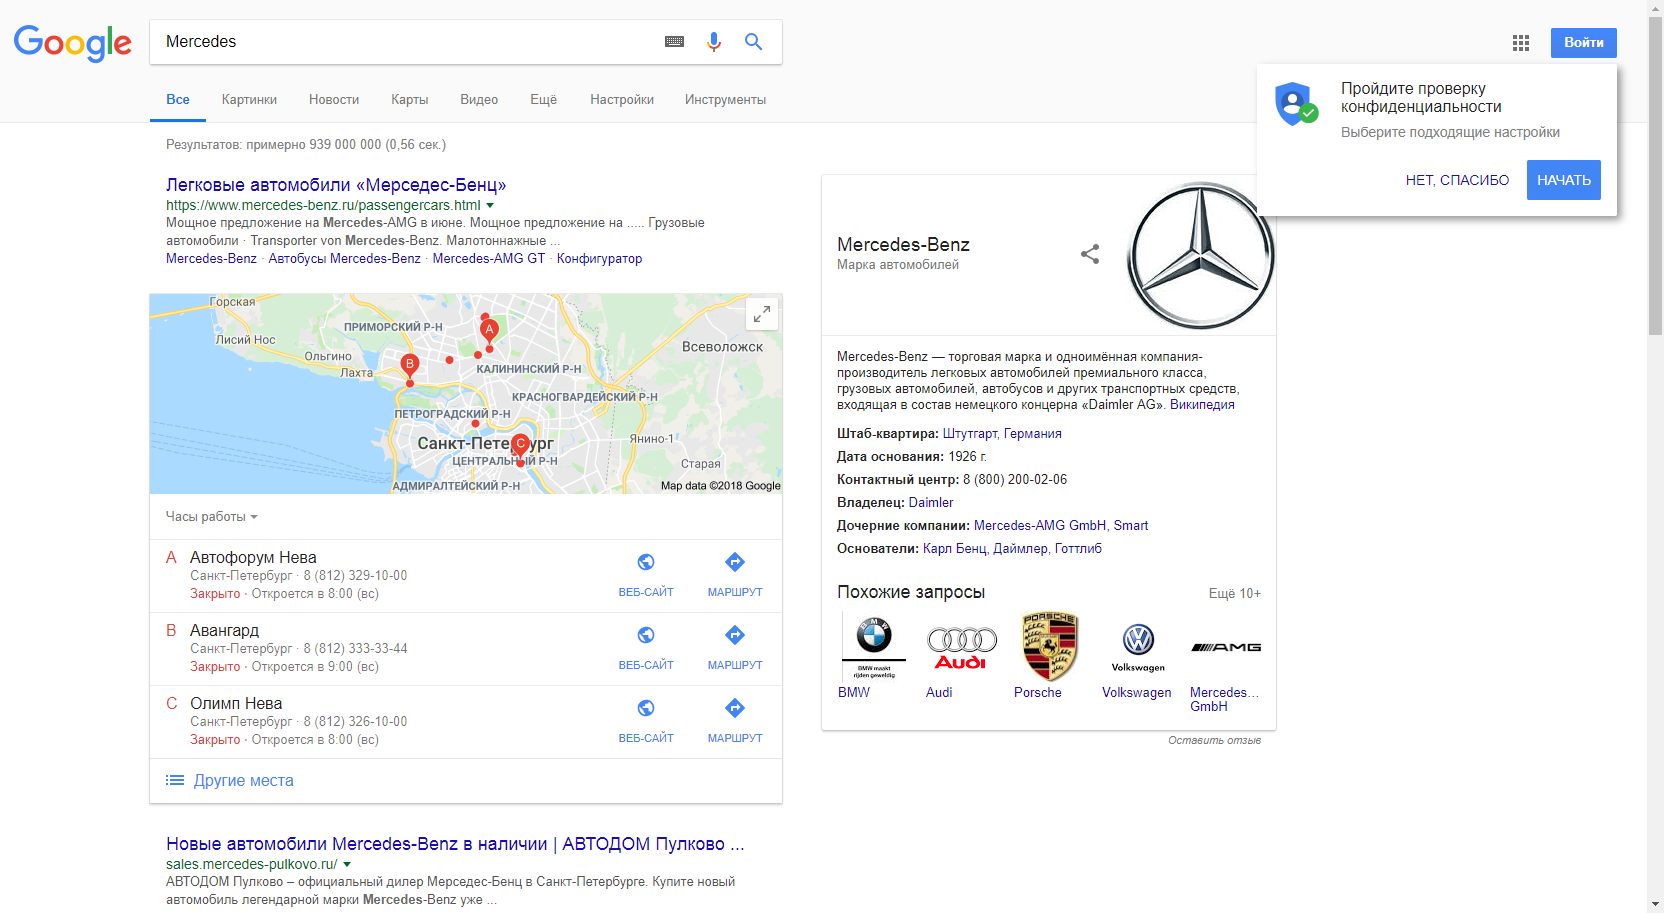 Google
Mercedes
Войти
Все
Картинки
Новости
Карты
Видео
Ещё
Настройки
Инструменты
Пройдите проверку
конфиденциальности
Выберите подходящие настройки
НЕТ, СПАСИБО
НАЧАТЬ
Результатов: примерно 939 000 000 (0,56 сек.)
Легковые автомобили «Мерседес-Бенц»
https://www.mercedes-benz.ru/passengercars.html
Мощное предложение на Mercedes-AMG в июне. Мощное предложение на ..... Грузовые
автомобили · Transporter von Mercedes-Benz. Малотоннажные ...
Mercedes-Benz · Автобусы Mercedes-Benz · Mercedes-AMG GT · Конфигуратор
Горская
ПРИМОРСКИЙ Р-Н
A
Лисий Нос
Всеволожск
Ольгино
B
Лахта
КАЛИНИНСКИЙ Р-Н
КРАСНОГВАРДЕЙСКИЙ Р-Н
ПЕТРОГРАДСКИЙ Р-Н
Санкт-Петербург
C
Янино-1
ЦЕНТРАЛЬНЫЙ Р-Н
Старая
АДМИРАЛТЕЙСКИЙ Р-Н
Map data ©2018 Google
Часы работы
A Автофорум Нева
Санкт-Петербург · 8 (812) 329-10-00
Закрыто · Откроется в 8:00 (вс)
ВЕБ-САЙТ
МАРШРУТ
B Авангард
Санкт-Петербург · 8 (812) 333-33-44
Закрыто · Откроется в 9:00 (вс)
ВЕБ-САЙТ
МАРШРУТ
C Олимп Нева
Санкт-Петербург · 8 (812) 326-10-00
Закрыто · Откроется в 8:00 (вс)
ВЕБ-САЙТ
МАРШРУТ
Другие места
Новые автомобили Mercedes-Benz в наличии | АВТОДОМ Пулково ...
sales.mercedes-pulkovo.ru/
АВТОДОМ Пулково – официальный дилер Мерседес-Бенц в Санкт-Петербурге. Купите новый
автомобиль легендарной марки Mercedes-Benz уже ...
Mercedes-Benz
Марка автомобилей
Mercedes-Benz — торговая марка и одноимённая компания-
производитель легковых автомобилей премиального класса,
грузовых автомобилей, автобусов и других транспортных средств,
входящая в состав немецкого концерна «Daimler AG». Википедия
Штаб-квартира: Штутгарт, Германия
Дата основания: 1926 г.
Контактный центр: 8 (800) 200-02-06
Владелец: Daimler
Дочерние компании: Mercedes-AMG GmbH, Smart
Основатели: Карл Бенц, Даймлер, Готтлиб
Похожие запросы
Ещё 10+
BMW
BMW maakt
rijden geweldig
Audi
PORSCHE
Volkswagen
AMG
BMW
Audi
Porsche
Volkswagen
Mercedes...
GmbH
Оставить отзыв